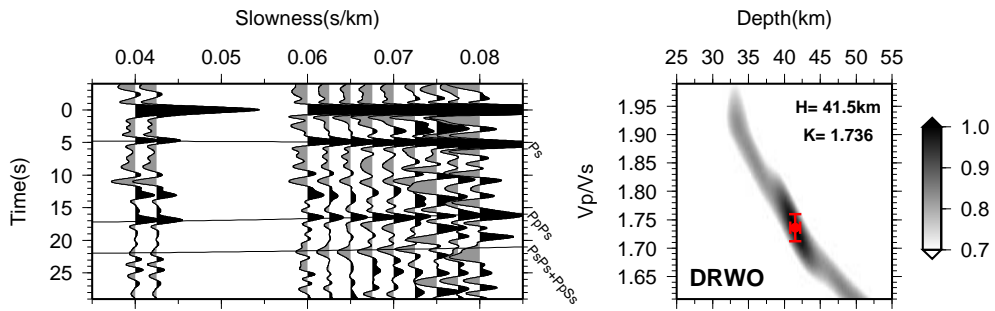 Slowness(s/km)
0.04 0.05 0.06 0.07 0.08
Time(s)
0
5
10
15
20
25
Ps
PpPs
PsPs+PpSs
Depth(km)
25 30 35 40 45 50 55
Vp/Vs
1.95
1.90
1.85
1.80
1.75
1.70
1.65
H= 41.5km
K= 1.736
DRWO
1.0
0.9
0.8
0.7